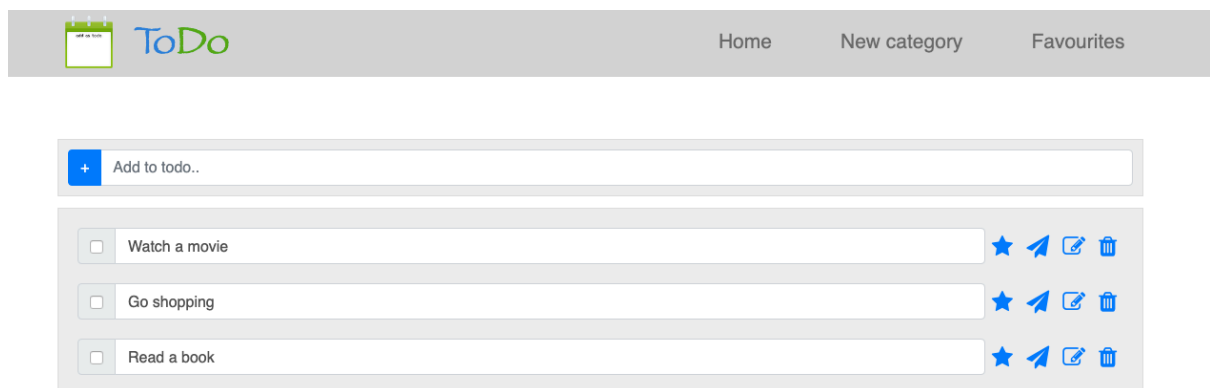 ToDo
Home
New category
Favourites
+ Add to todo..
Watch a movie
Go shopping
Read a book